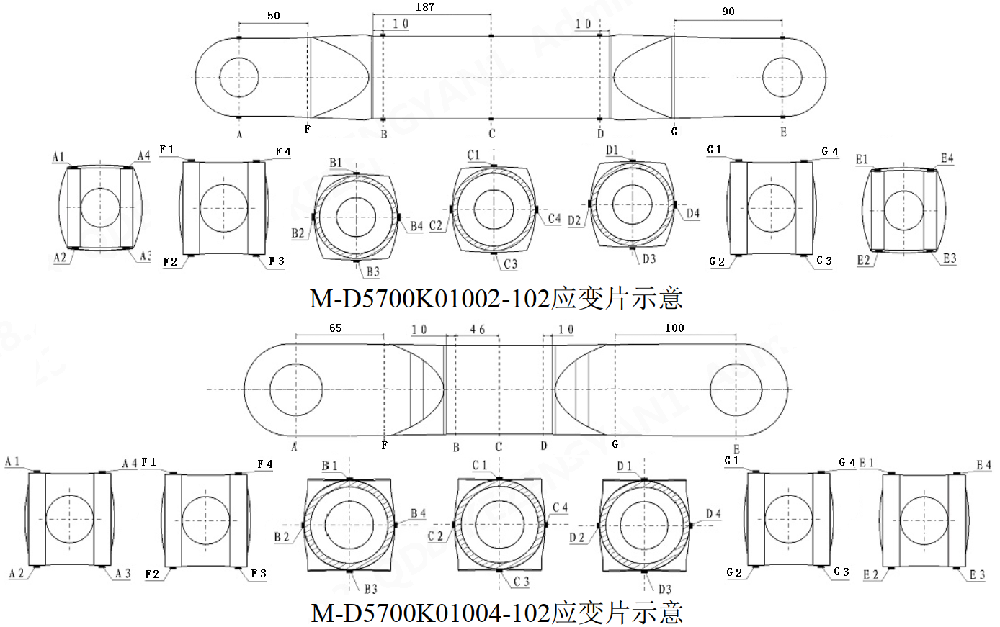 50
187
10
10
90
A
F
B
C
D
G
E
A1
A4
F1
F4
B1
C1
D1
G1
G4
E1
E4
B2
B4
C2
C4
D2
D4
A2
A3
F2
F3
B3
C3
D3
G2
G3
E2
E3
M-D5700K01002-102应变片示意
65
10
46
10
100
A
F
B
C
D
G
E
A1
A4
F1
F4
B1
C1
D1
G1
G4
E1
E4
B2
B4
C2
C4
D2
D4
A2
A3
F2
F3
B3
C3
D3
G2
G3
E2
E3
M-D5700K01004-102应变片示意